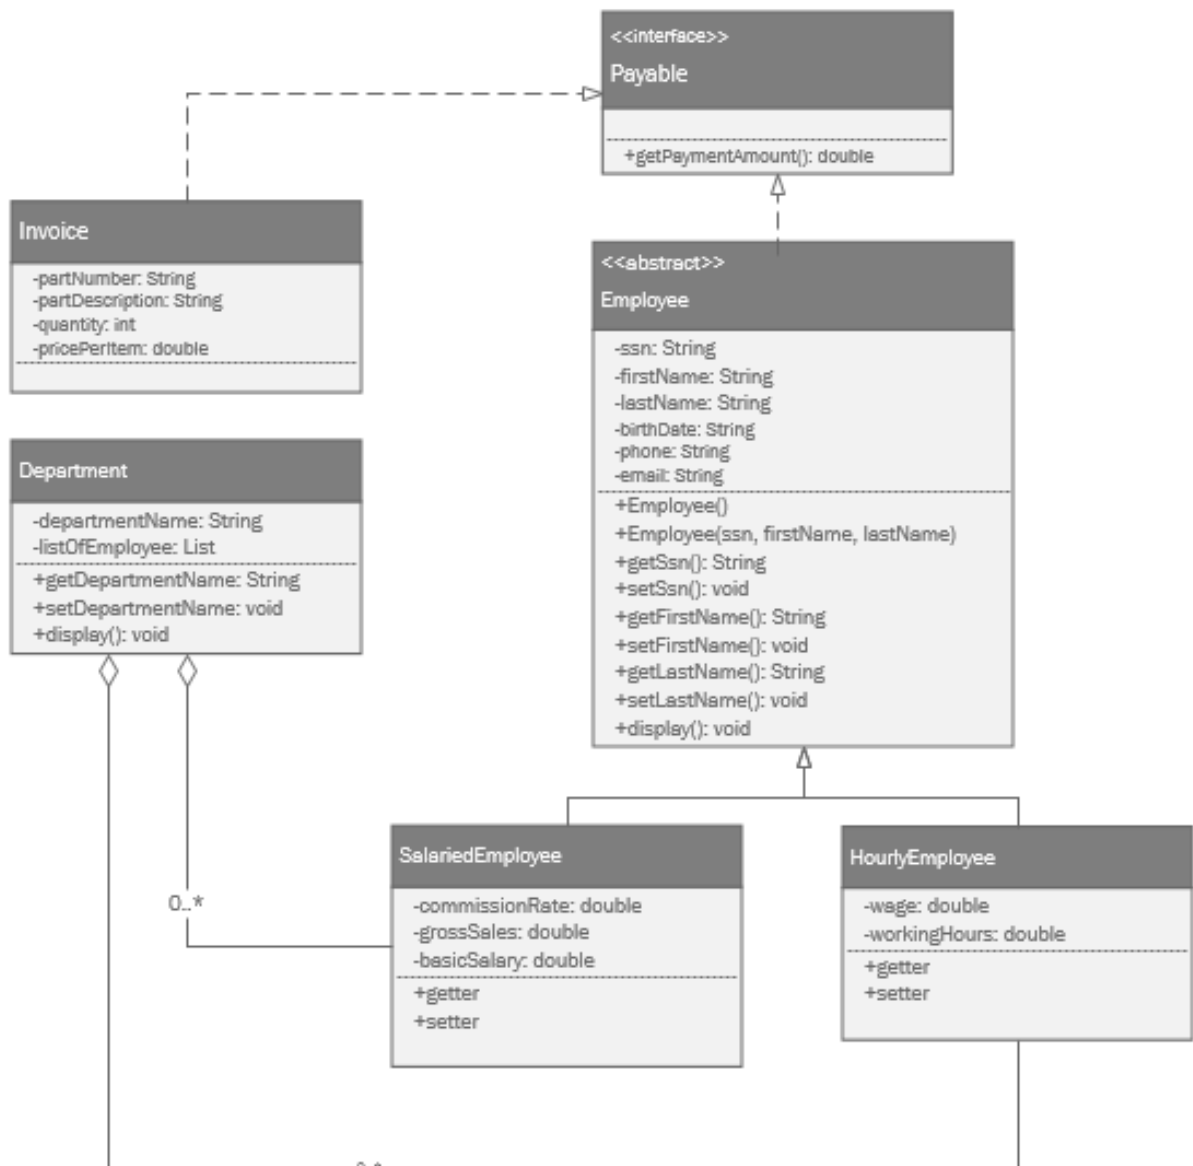 <<interface>>
Payable
+getPaymentAmount(): double
Invoice
-partNumber: String
-partDescription: String
-quantity: int
-pricePerItem: double
<<abstract>>
Employee
-ssn: String
-firstName: String
-lastName: String
-birthDate: String
-phone: String
-email: String
+Employee()
+Employee(ssn, firstName, lastName)
+getSsn(): String
+setSsn(): void
+getFirstName(): String
+setFirstName(): void
+getLastName(): String
+setLastName(): void
+display(): void
Department
-departmentName: String
-listOfEmployee: List
+getDepartmentName: String
+setDepartmentName: void
+display(): void
0..*
SalariedEmployee
-commissionRate: double
-grossSales: double
-basicSalary: double
+getter
+setter
HourlyEmployee
-wage: double
-workingHours: double
+getter
+setter